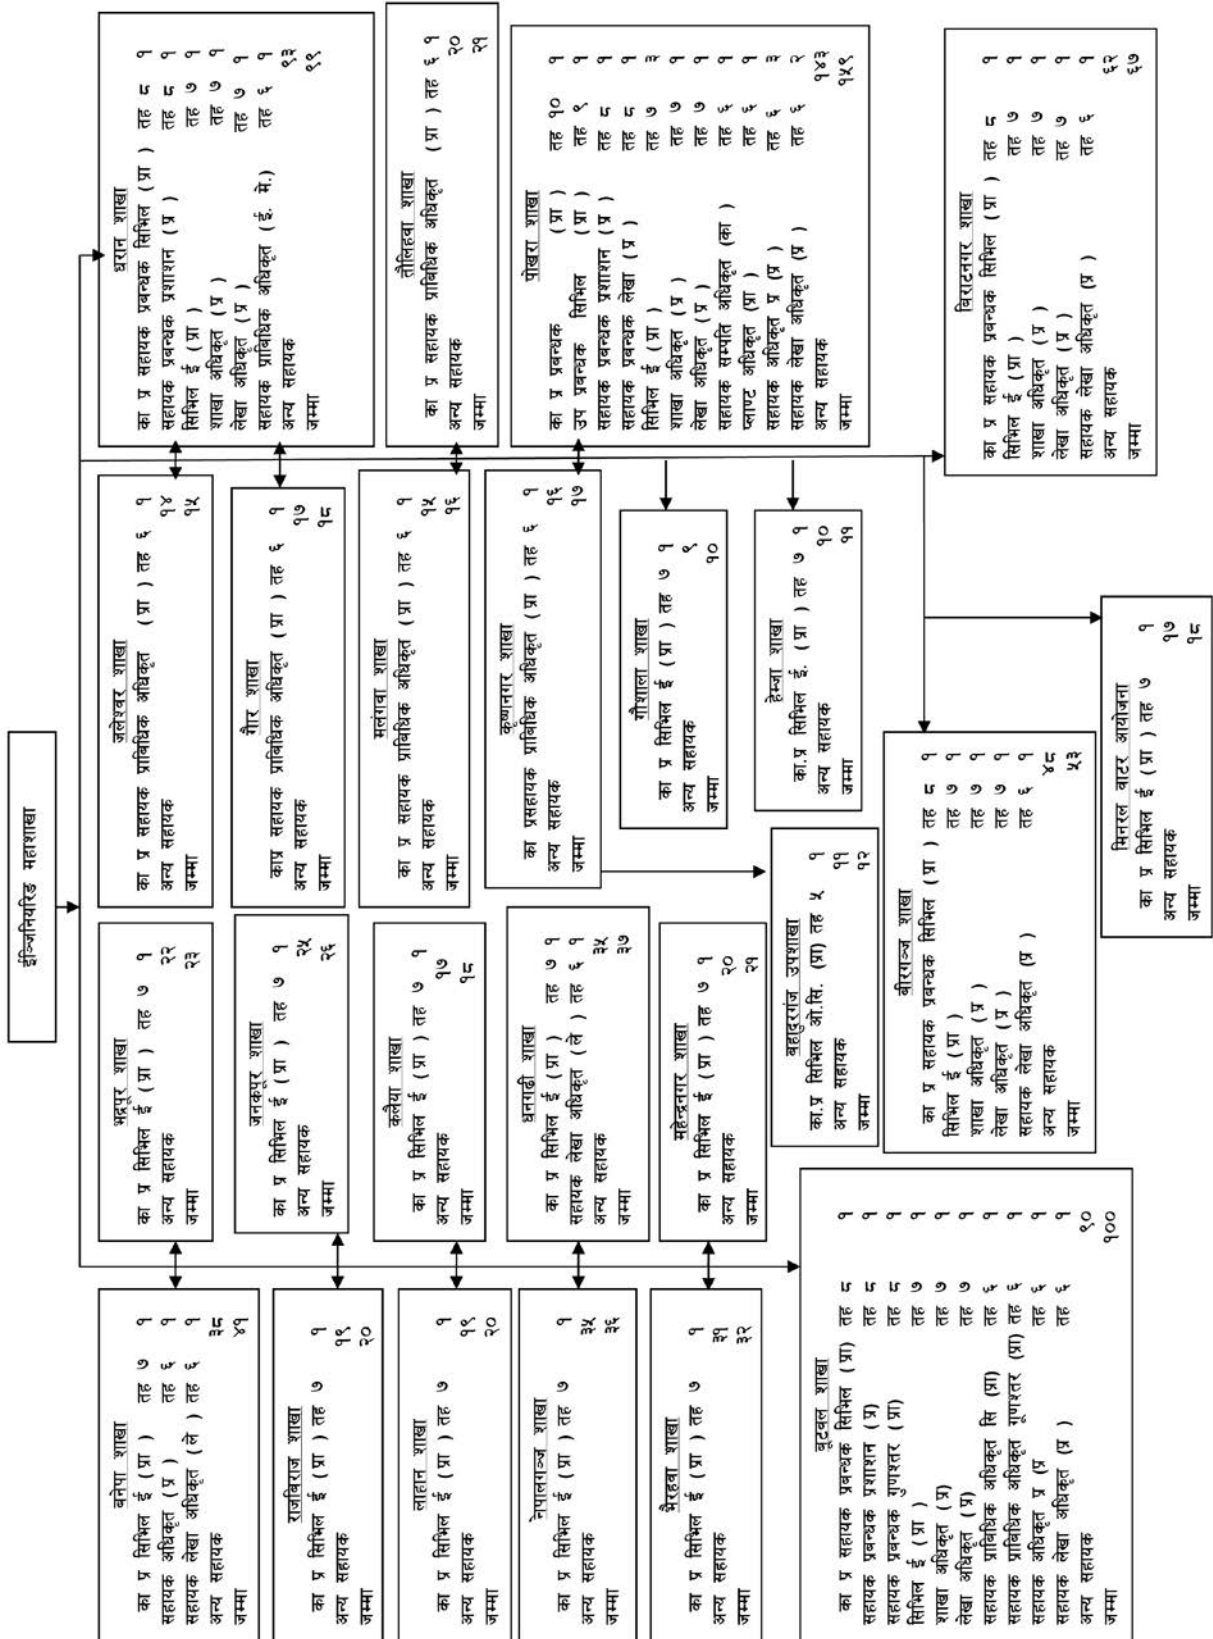 ईञ्जिनियरिङ महाशाखा
बनेपा शाखा
का प्र सिभिल ई (प्रा ) तह ७ १
सहायक अधिकृत (प्र ) तह ६ १
सहायक लेखा अधिकृत (ले ) तह ६ १
अन्य सहायक ३८
जम्मा ४१
राजबिराज शाखा
का प्र सिभिल ई (प्रा ) तह ७ १
अन्य सहायक १९
जम्मा २०
लाहान शाखा
का प्र सिभिल ई (प्रा ) तह ७ १
अन्य सहायक १९
जम्मा २०
नेपालगञ्ज शाखा
का प्र सिभिल ई (प्रा ) तह ७ १
अन्य सहायक ३५
जम्मा ३६
भैरहवा शाखा
का प्र सिभिल ई (प्रा ) तह ७ १
अन्य सहायक ३१
जम्मा ३२
बूटवल शाखा
का प्र सहायक प्रबन्धक सिभिल (प्रा) तह ८ १
सहायक प्रबन्धक प्रशाशन (प्र) तह ८ १
सहायक प्रबन्धक गुणश्तर (प्रा) तह ८ १
सिभिल ई (प्रा ) तह ७ १
शाखा अधिकृत (प्र) तह ७ १
लेखा अधिकृत (प्र) तह ७ १
सहायक प्राबिधिक अधिकृत सि (प्रा) तह ६ १
सहायक प्राबिधिक अधिकृत गुणश्तर (प्रा) तह ६ १
सहायक अधिकृत प्र (प्र तह ६ १
सहायक लेखा अधिकृत (प्र ) तह ६ १
अन्य सहायक ९०
जम्मा १००
भद्रपूर शाखा
का प्र सिभिल ई (प्रा ) तह ७ १
अन्य सहायक २२
जम्मा २३
जनकपूर शाखा
का प्र सिभिल ई (प्रा ) तह ७ १
अन्य सहायक २५
जम्मा २६
कलैया शाखा
का प्र सिभिल ई (प्रा ) तह ७ १
अन्य सहायक १७
जम्मा १८
धनगढी शाखा
का प्र सिभिल ई (प्रा ) तह ७ १
सहायक लेखा अधिकृत (ले ) तह ६ १
अन्य सहायक ३५
जम्मा ३७
महेन्द्रनगर शाखा
का प्र सिभिल ई (प्रा ) तह ७ १
अन्य सहायक २०
जम्मा २१
बहादुरगंज उपशाखा
का.प्र सिभिल ओ.सि. (प्रा) तह ५ १
अन्य सहायक ११
जम्मा १२
बीरगञ्ज शाखा
का प्र सहायक प्रबन्धक सिभिल (प्रा ) तह ८ १
सिभिल ई (प्रा ) तह ७ १
शाखा अधिकृत (प्र ) तह ७ १
लेखा अधिकृत (प्र ) तह ७ १
सहायक लेखा अधिकृत (प्र ) तह ६ १
अन्य सहायक ४८
जम्मा ५३
मिनरल वाटर आयोजना
का प्र सिभिल ई (प्रा ) तह ७ १
अन्य सहायक १७
जम्मा १८
जलेश्वर शाखा
का प्र सहायक प्राबिधिक अधिकृत (प्रा ) तह ६ १
अन्य सहायक १४
जम्मा १५
गौर शाखा
काप्र सहायक प्राबिधिक अधिकृत (प्रा ) तह ६ १
अन्य सहायक १७
जम्मा १८
मलंगवा शाखा
का प्र सहायक प्राबिधिक अधिकृत (प्रा ) तह ६ १
अन्य सहायक १५
जम्मा १६
कृष्णनगर शाखा
का प्रसहायक प्राबिधिक अधिकृत (प्रा ) तह ६ १
अन्य सहायक १६
जम्मा १७
गौशाला शाखा
का प्र सिभिल ई (प्रा ) तह ७ १
अन्य सहायक ९
जम्मा १०
हेम्जा शाखा
का.प्र सिभिल ई. (प्रा ) तह ७ १
अन्य सहायक १०
जम्मा ११
धरान शाखा
का प्र सहायक प्रबन्धक सिभिल (प्रा ) तह ८ १
सहायक प्रबन्धक प्रशाशन (प्र ) तह ८ १
सिभिल ई (प्रा ) तह ७ १
शाखा अधिकृत (प्र ) तह ७ १
लेखा अधिकृत (प्र ) तह ७ १
सहायक प्राबिधिक अधिकृत (ई. मे.) तह ६ १
अन्य सहायक ९३
जम्मा ९९
तौलिहवा शाखा
का प्र सहायक प्राबिधिक अधिकृत (प्रा ) तह ६ १
अन्य सहायक २०
जम्मा २१
पोखरा शाखा
का प्र प्रबन्धक (प्रा ) तह १० १
उप प्रबन्धक सिभिल (प्रा ) तह ९ १
सहायक प्रबन्धक प्रशाशन (प्र ) तह ८ १
सहायक प्रबन्धक लेखा (प्र ) तह ८ १
सिभिल ई (प्रा ) तह ७ ३
शाखा अधिकृत (प्र ) तह ७ १
लेखा अधिकृत (प्र ) तह ७ १
सहायक सम्पति अधिकृत (का ) तह ६ १
प्लाण्ट अधिकृत (प्रा ) तह ६ १
सहायक अधिकृत प्र (प्र ) तह ६ ३
सहायक लेखा अधिकृत (प्र ) तह ६ २
अन्य सहायक १४३
जम्मा १५९
बिराटनगर शाखा
का प्र सहायक प्रबन्धक सिभिल (प्रा ) तह ८ १
सिभिल ई (प्रा ) तह ७ १
शाखा अधिकृत (प्र ) तह ७ १
लेखा अधिकृत (प्र ) तह ७ १
सहायक लेखा अधिकृत (प्र ) तह ६ १
अन्य सहायक ६२
जम्मा ६७